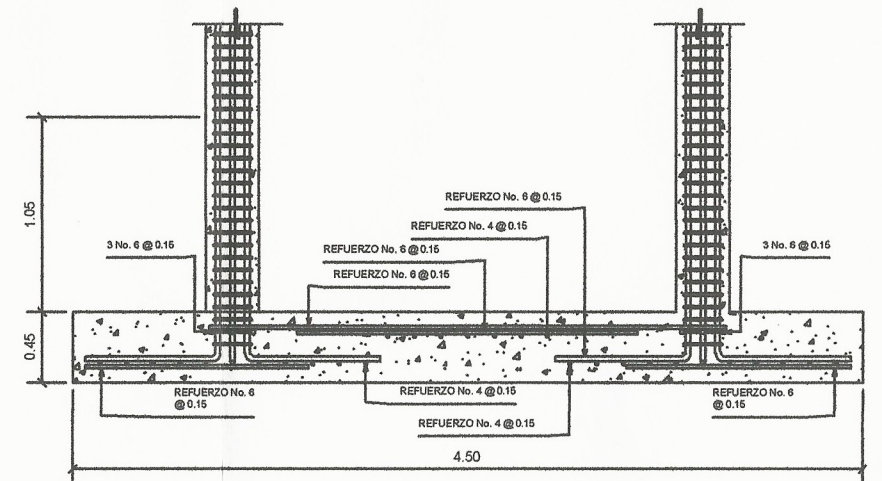 REFUERZO No. 6 @ 0.15
REFUERZO No. 4 @ 0.15
3 No. 6 @ 0.15
REFUERZO No. 6 @ 0.15
3 No. 6 @ 0.15
REFUERZO No. 6 @ 0.15
1.05
0.45
REFUERZO No. 6
@ 0.15
REFUERZO No. 4 @ 0.15
REFUERZO No. 6
@ 0.15
REFUERZO No. 4 @ 0.15
4.50